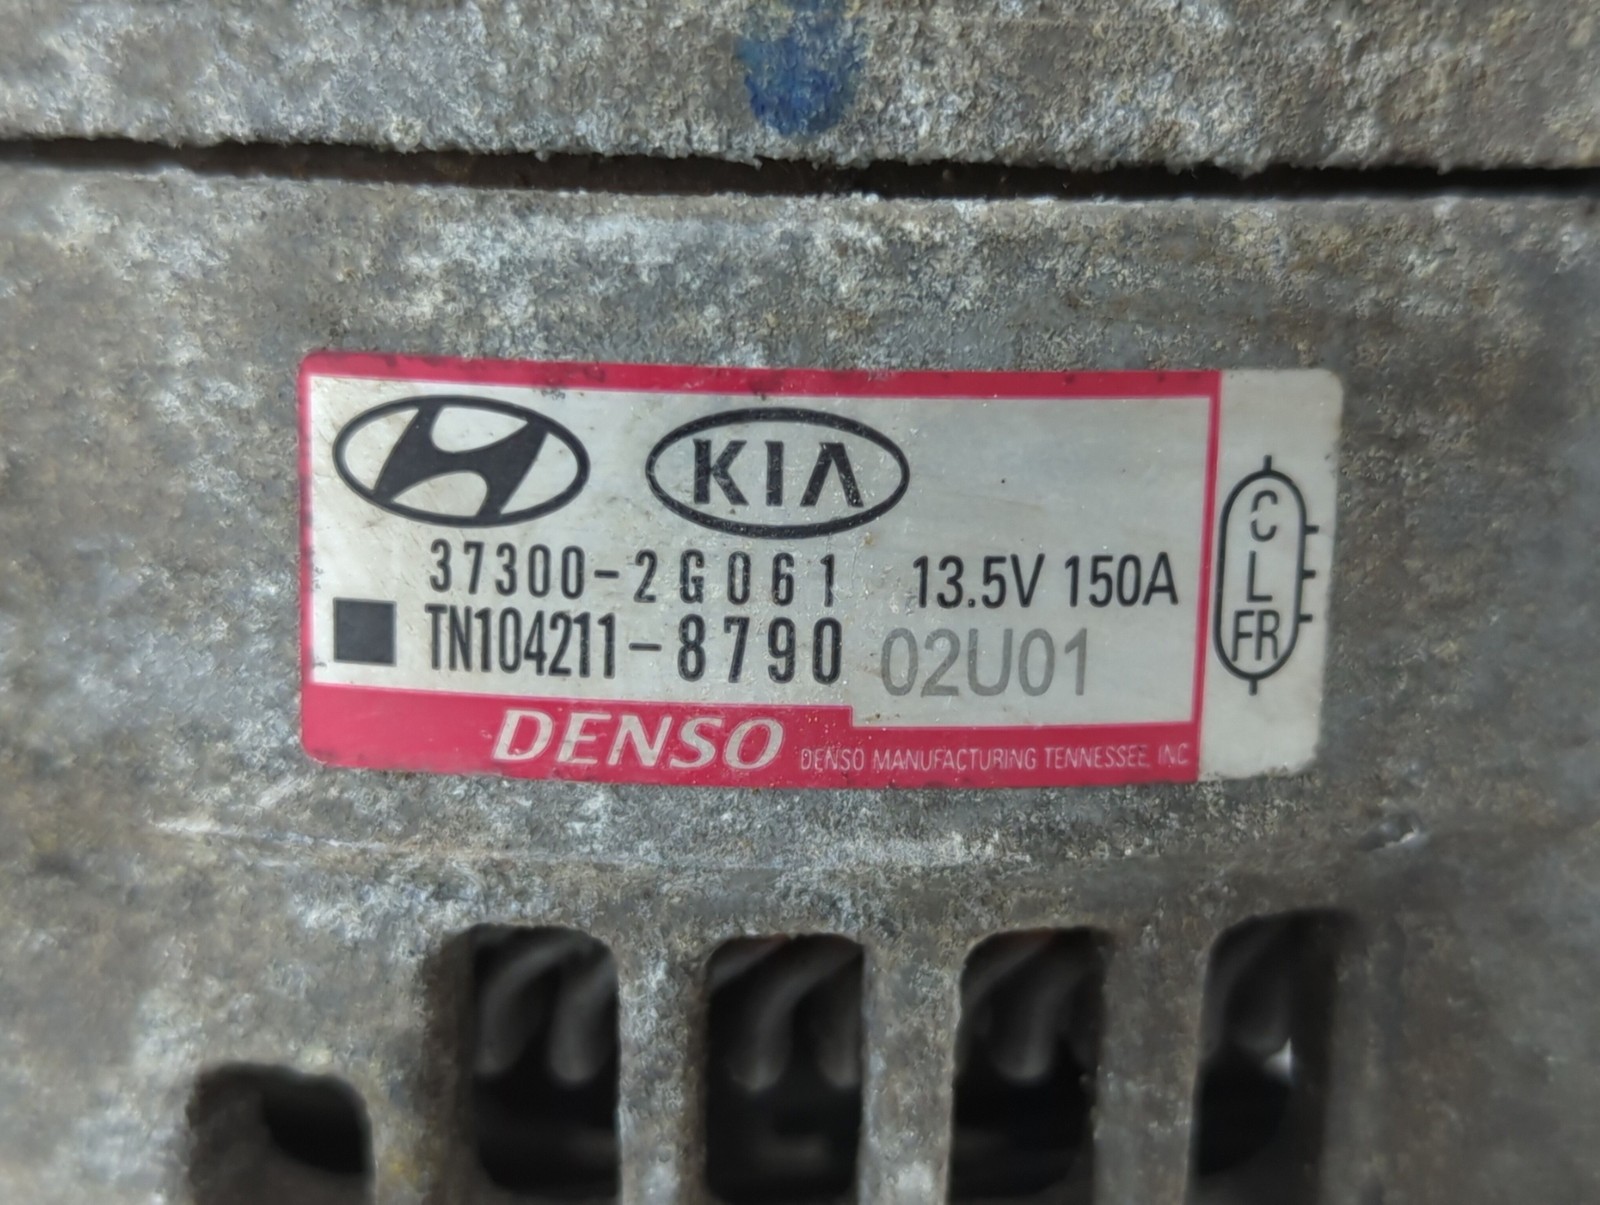 KIA
37300-2G061 13.5V 150A
TN104211-8790 02U01
DENSO DENSO MANUFACTURING TENNESSEE, INC
C
L
FR